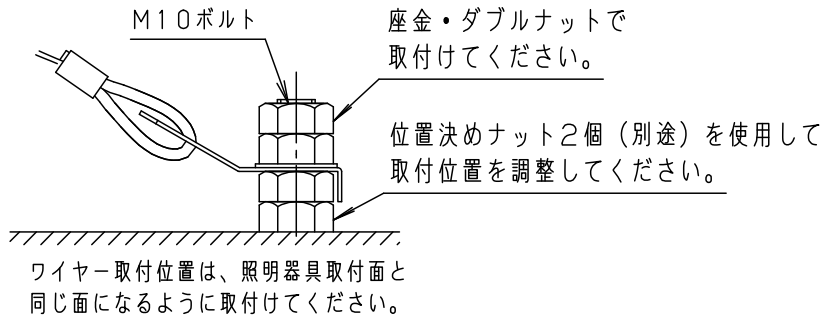 M10ボルト
座金・ダブルナットで
取付けてください。
位置決めナット2個(別途)を使用して
取付位置を調整してください。
ワイヤー取付位置は、照明器具取付面と
同じ面になるように取付けてください。